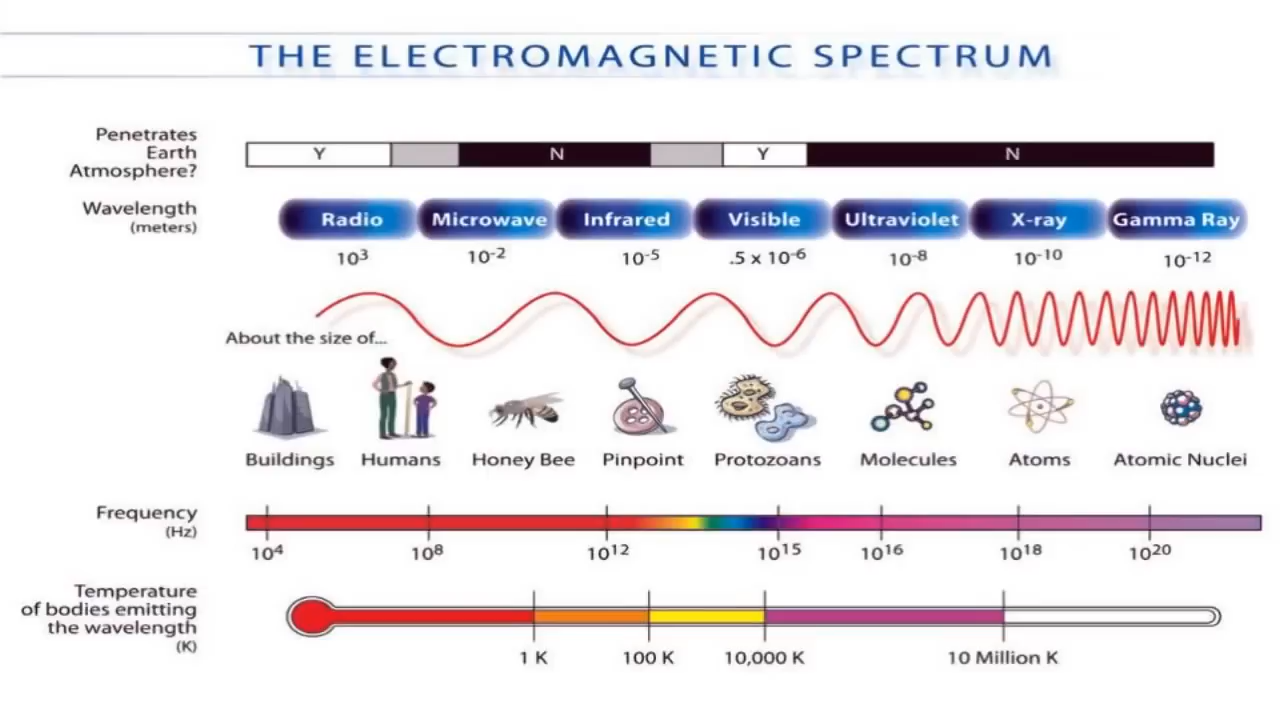 THE ELECTROMAGNETIC SPECTRUM
Penetrates
Earth
Atmosphere?
Y N Y N
Wavelength
(meters)
Radio Microwave Infrared Visible Ultraviolet X-ray Gamma Ray
10³ 10⁻² 10⁻⁵ .5 x 10⁻⁶ 10⁻⁸ 10⁻¹⁰ 10⁻¹²
About the size of...
Buildings Humans Honey Bee Pinpoint Protozoans Molecules Atoms Atomic Nuclei
Frequency
(Hz)
10⁴ 10⁸ 10¹² 10¹⁵ 10¹⁶ 10¹⁸ 10²⁰
Temperature
of bodies emitting
the wavelength
(K)
1 K 100 K 10,000 K 10 Million K